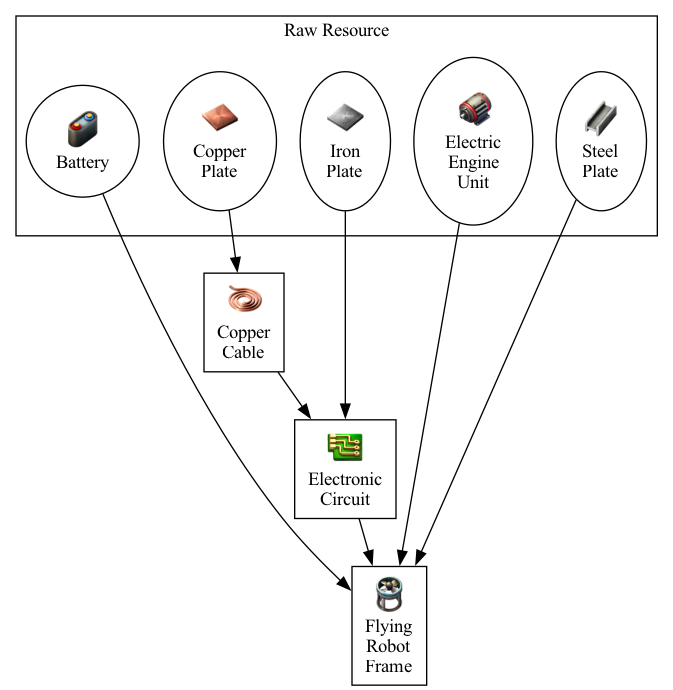 Raw Resource
Battery
Copper
Plate
Iron
Plate
Electric
Engine
Unit
Steel
Plate
Copper
Cable
Electronic
Circuit
Flying
Robot
Frame